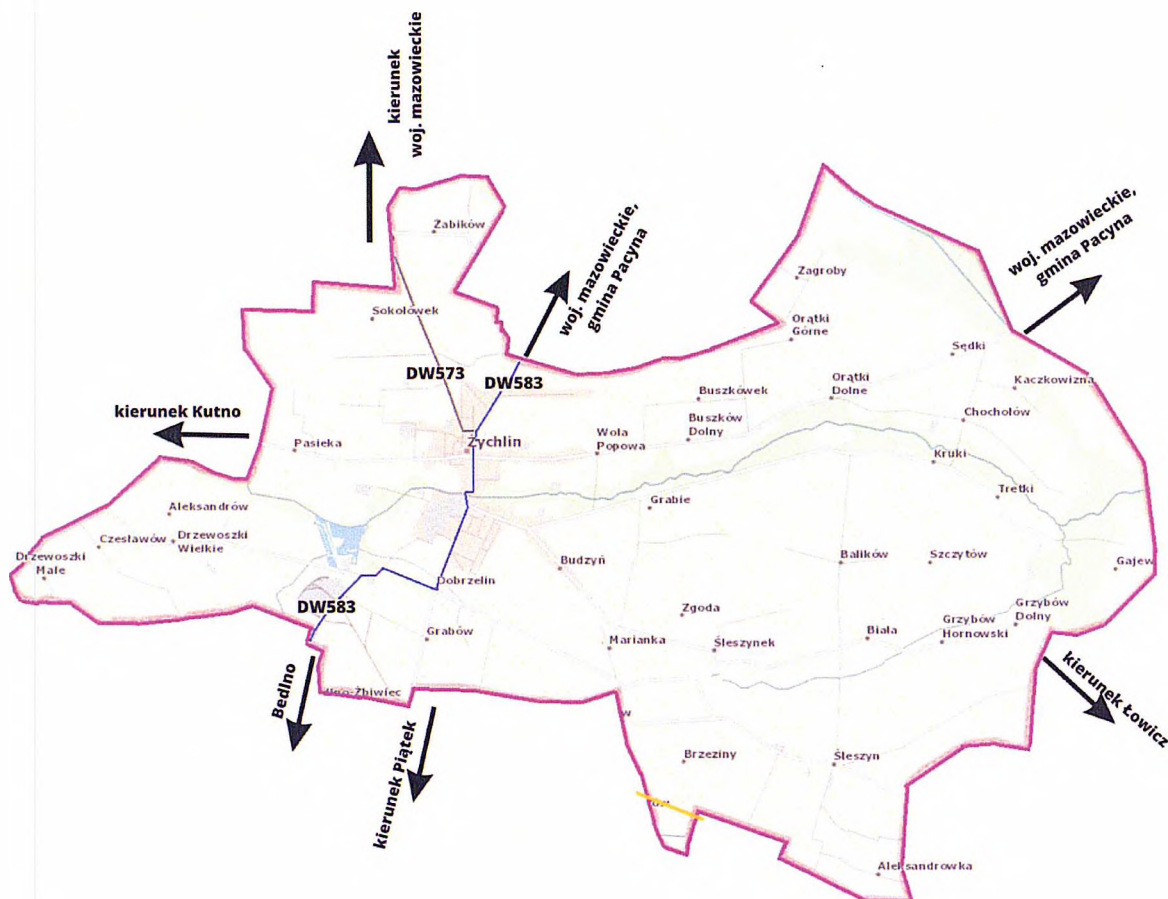 kierunek
woj. mazowieckie
woj. mazowieckie,
gmina Pacyna
woj. mazowieckie,
gmina Pacyna
Żabików
Zagroby
Sokołówek
Orątki
Górne
Sędki
DW573
DW583
Kaczkowizna
Buszkówek
Orątki
Dolne
kierunek Kutno
Chochołów
Pasieka
Żychlin
Wola
Popowa
Buszków
Dolny
Kruki
Tretki
Aleksandrów
Grabie
Czesławów
Drzewoszki
Wielkie
Drzewoszki
Małe
Budzyń
Balików
Szczytów
Gajew
Dobrzelin
DW583
Zgoda
Grzybów
Dolny
Grabów
Marianka
Śleszynek
Biała
Grzybów
Hornowski
Bedlno
kierunek Piątek
kierunek Łowicz
Brzeziny
Śleszyn
Aleksandrowka